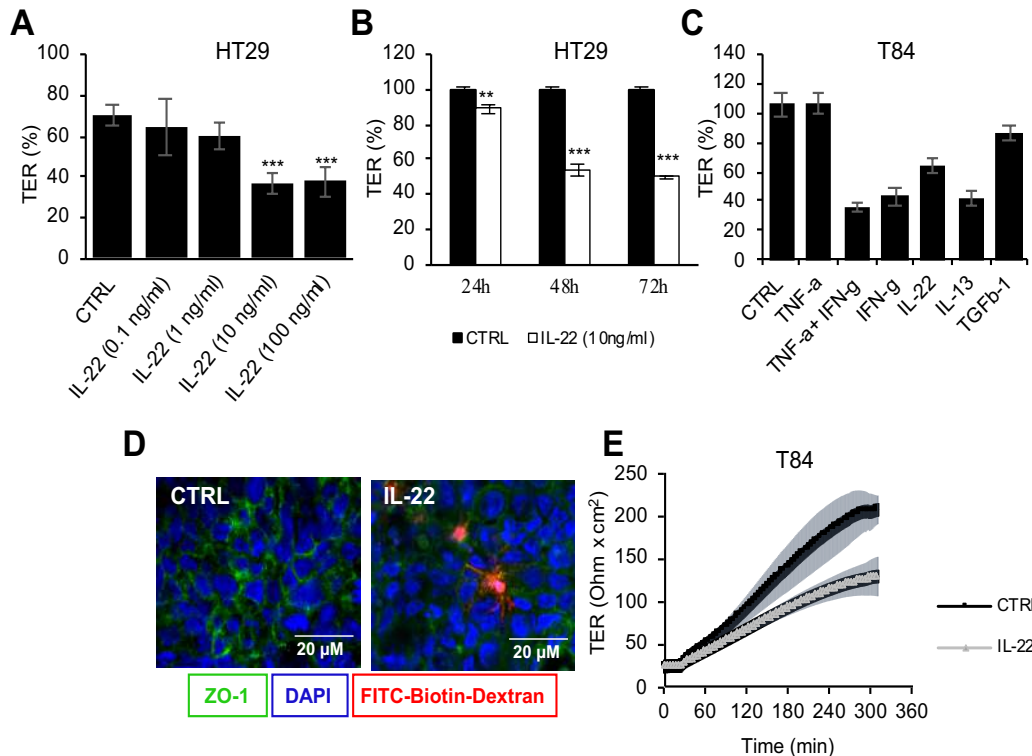 A
HT29
TER (%)
100
80
60
40
20
0
***
***
CTRL
IL-22 (0.1 ng/ml)
IL-22 (1 ng/ml)
IL-22 (10 ng/ml)
IL-22 (100 ng/ml)
B
HT29
TER (%)
120
100
80
60
40
20
0
**
***
***
24h
48h
72h
CTRL
IL-22 (10ng/ml)
C
T84
TER (%)
140
120
100
80
60
40
20
0
CTRL
TNF-a
TNF-a+ IFN-g
IFN-g
IL-22
IL-13
TGFb-1
D
CTRL
20 µM
IL-22
20 µM
ZO-1
DAPI
FITC-Biotin-Dextran
E
T84
TER (Ohm x cm2)
250
200
150
100
50
0
0
60
120
180
240
300
360
Time (min)
CTRL
IL-22